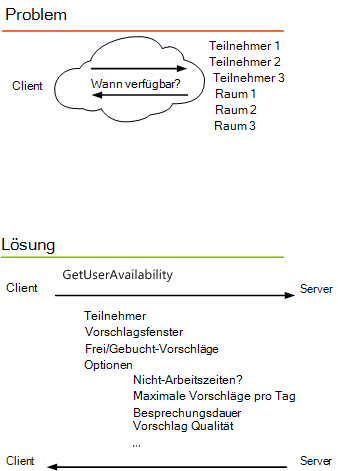 Problem
Teilnehmer 1
Teilnehmer 2
Client
Wann verfügbar?
Teilnehmer 3
Raum 1
Raum 2
Raum 3
Lösung
GetUserAvailability
Client
Server
Teilnehmer
Vorschlagsfenster
Frei/Gebucht-Vorschläge
Optionen
Nicht-Arbeitszeiten?
Maximale Vorschläge pro Tag
Besprechungsdauer
Vorschlag Qualität
...
Client
Server